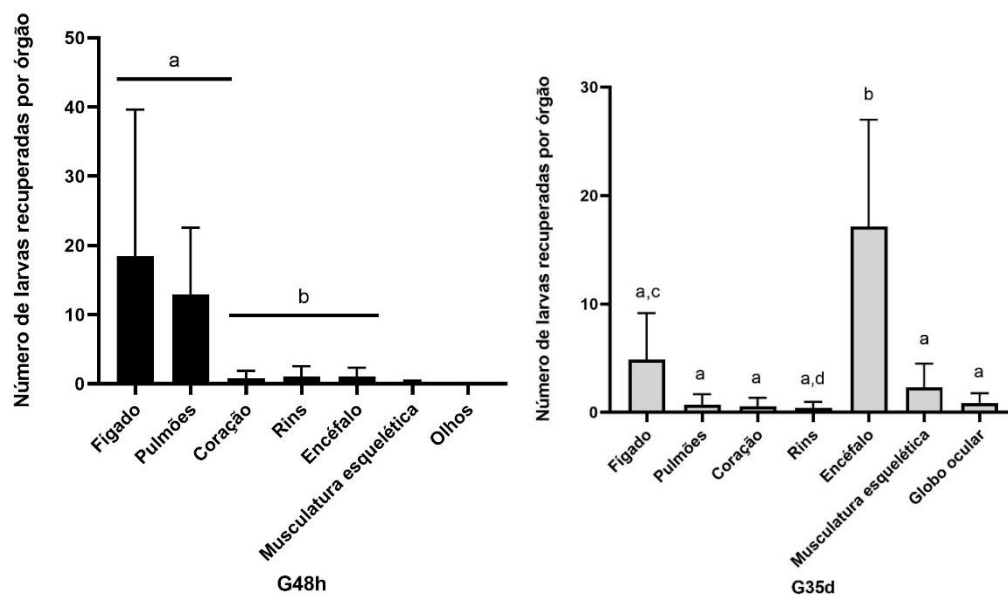 Número de larvas recuperadas por órgão
50
40
30
20
10
0
a
b
Fígado
Pulmões
Coração
Rins
Encéfalo
Musculatura esquelética
Olhos
G48h
Número de larvas recuperadas por órgão
30
20
10
0
a,c
a
a
a,d
b
a
a
Fígado
Pulmões
Coração
Rins
Encéfalo
Musculatura esquelética
Globo ocular
G35d